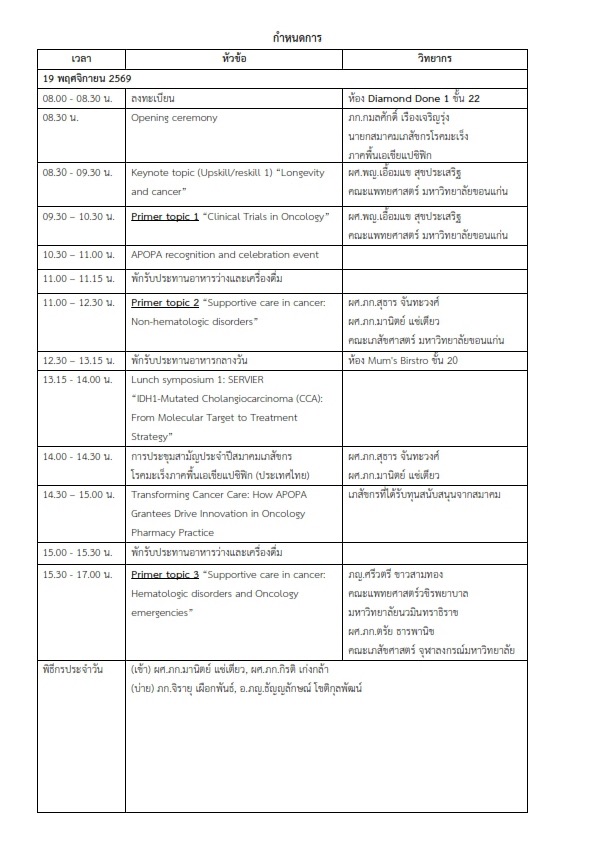 กำหนดการ
เวลา หัวข้อ วิทยากร
19 พฤศจิกายน 2569
08.00 - 08.30 น. ลงทะเบียน ห้อง Diamond Done 1 ชั้น 22
08.30 น. Opening ceremony ภก.กมลศักดิ์ เรืองเจริญรุ่ง
นายกสมาคมเภสัชกรโรคมะเร็ง
ภาคพื้นเอเชียแปซิฟิก
08.30 - 09.30 น. Keynote topic (Upskill/reskill 1) “Longevity ผศ.พญ.เอื้อมแข สุขประเสริฐ
and cancer” คณะแพทยศาสตร์ มหาวิทยาลัยขอนแก่น
09.30 – 10.30 น. Primer topic 1 “Clinical Trials in Oncology” ผศ.พญ.เอื้อมแข สุขประเสริฐ
คณะแพทยศาสตร์ มหาวิทยาลัยขอนแก่น
10.30 – 11.00 น. APOPA recognition and celebration event
11.00 – 11.15 น. พักรับประทานอาหารว่างและเครื่องดื่ม
11.00 – 12.30 น. Primer topic 2 “Supportive care in cancer: ผศ.ภก.สุธาร จันทะวงศ์
Non-hematologic disorders” ผศ.ภก.มานิตย์ แซ่เตียว
คณะเภสัชศาสตร์ มหาวิทยาลัยขอนแก่น
12.30 – 13.15 น. พักรับประทานอาหารกลางวัน ห้อง Mum's Birstro ชั้น 20
13.15 - 14.00 น. Lunch symposium 1: SERVIER
“IDH1-Mutated Cholangiocarcinoma (CCA):
From Molecular Target to Treatment
Strategy”
14.00 - 14.30 น. การประชุมสามัญประจำปีสมาคมเภสัชกร ผศ.ภก.สุธาร จันทะวงศ์
โรคมะเร็งภาคพื้นเอเชียแปซิฟิก (ประเทศไทย) ผศ.ภก.มานิตย์ แซ่เตียว
14.30 – 15.00 น. Transforming Cancer Care: How APOPA เภสัชกรที่ได้รับทุนสนับสนุนจากสมาคม
Grantees Drive Innovation in Oncology
Pharmacy Practice
15.00 - 15.30 น. พักรับประทานอาหารว่างและเครื่องดื่ม
15.30 - 17.00 น. Primer topic 3 “Supportive care in cancer: ภญ.ศรีวตรี ขาวสามทอง
Hematologic disorders and Oncology คณะแพทยศาสตร์วชิรพยาบาล
emergencies” มหาวิทยาลัยนวมินทราธิราช
ผศ.ภก.ตรัย ธารพานิช
คณะเภสัชศาสตร์ จุฬาลงกรณ์มหาวิทยาลัย
พิธีกรประจำวัน (เช้า) ผศ.ภก.มานิตย์ แซ่เตียว, ผศ.ภก.กิรติ เก่งกล้า
(บ่าย) ภก.จิรายุ เผือกพันธ์, อ.ภญ.ธัญญลักษณ์ โชติกุลพัฒน์